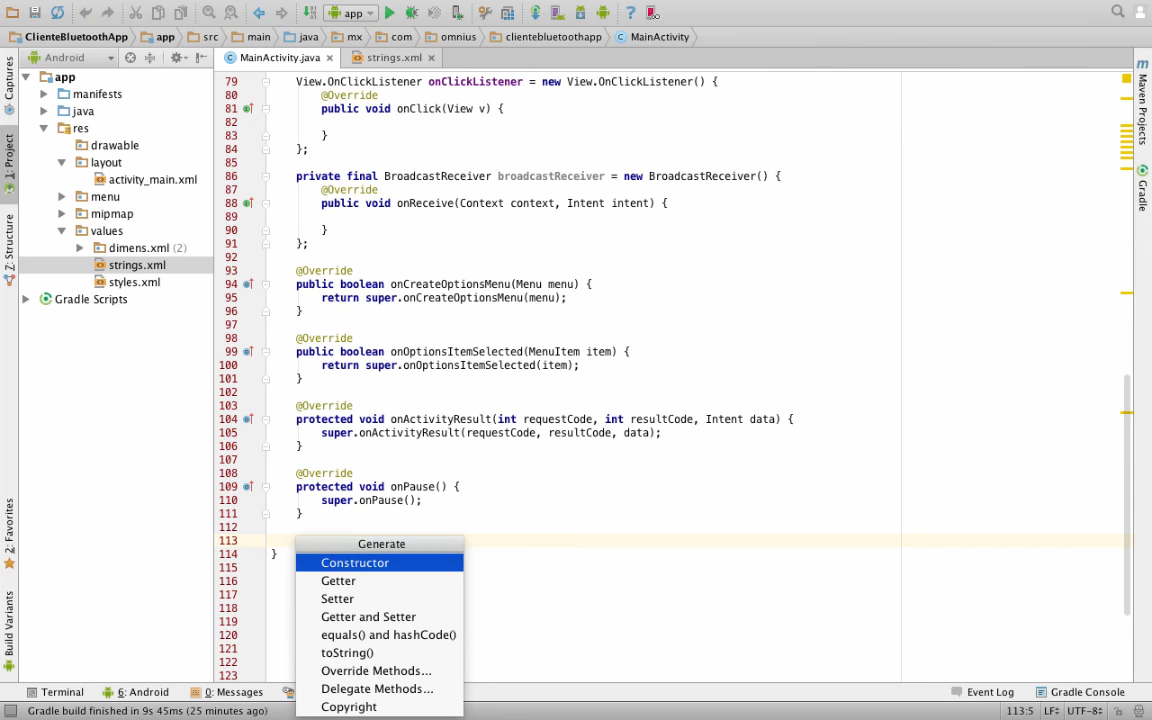 app
ClienteBluetoothApp app src main java mx com omnius clientebluetoothapp MainActivity
Android
MainActivity.java
strings.xml
Captures
1: Project
Z: Structure
2: Favorites
Build Variants
app
manifests
java
res
drawable
layout
activity_main.xml
menu
mipmap
values
dimens.xml (2)
strings.xml
styles.xml
Gradle Scripts
79 View.OnClickListener onClickListener = new View.OnClickListener() {
80 @Override
81 public void onClick(View v) {
82
83 }
84 };
85
86 private final BroadcastReceiver broadcastReceiver = new BroadcastReceiver() {
87 @Override
88 public void onReceive(Context context, Intent intent) {
89
90 }
91 };
92
93 @Override
94 public boolean onCreateOptionsMenu(Menu menu) {
95 return super.onCreateOptionsMenu(menu);
96 }
97
98 @Override
99 public boolean onOptionsItemSelected(MenuItem item) {
100 return super.onOptionsItemSelected(item);
101 }
102
103 @Override
104 protected void onActivityResult(int requestCode, int resultCode, Intent data) {
105 super.onActivityResult(requestCode, resultCode, data);
106 }
107
108 @Override
109 protected void onPause() {
110 super.onPause();
111 }
112
113
114 }
115
116
117
118
119
120
121
122
123
Generate
Constructor
Getter
Setter
Getter and Setter
equals() and hashCode()
toString()
Override Methods...
Delegate Methods...
Copyright
m
Maven Projects
Gradle
Terminal
6: Android
0: Messages
Event Log
Gradle Console
Gradle build finished in 9s 45ms (25 minutes ago)
113:5 LF÷ UTF-8÷